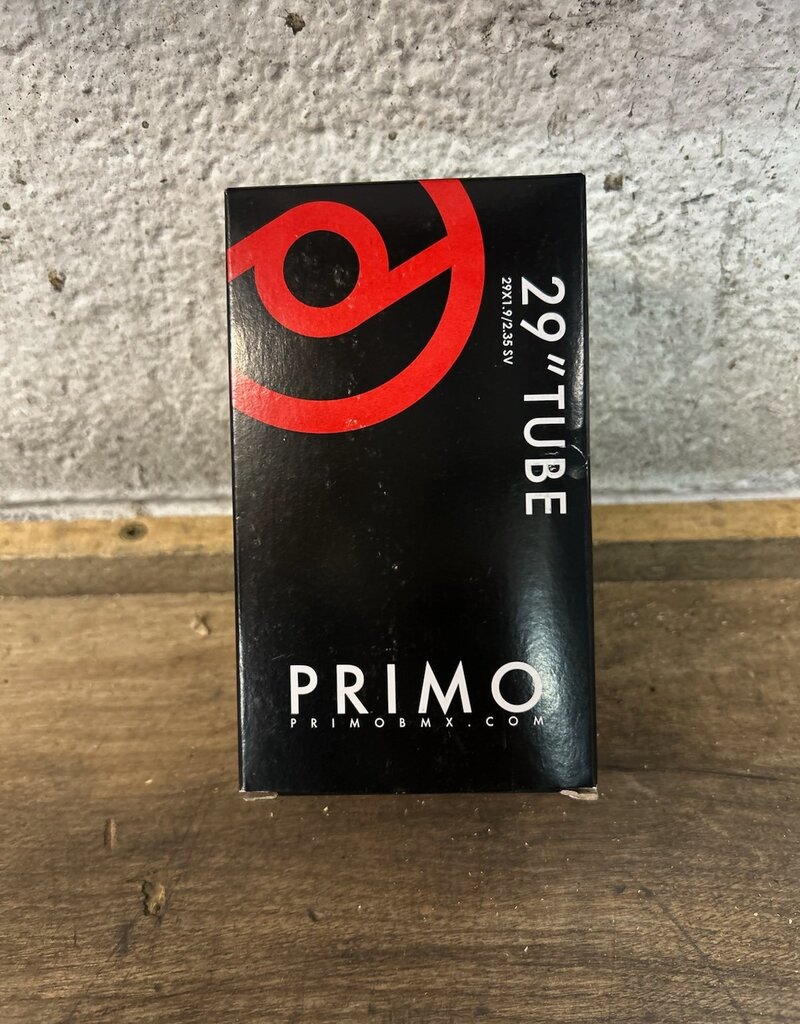 29" TUBE
29X1.9/2.35 SV
PRIMO
PRIMOBMX.COM